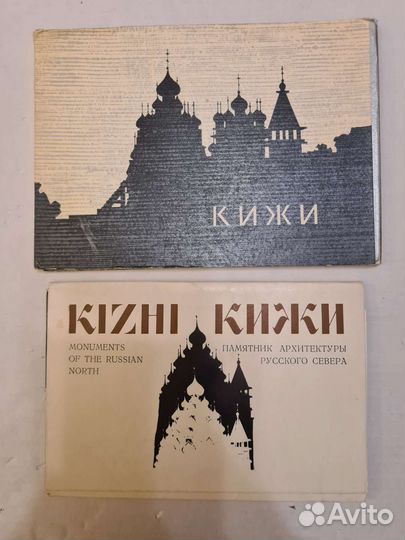 КИЖИ
KIZHI КИЖИ
MONUMENTS
OF THE RUSSIAN
NORTH
ПАМЯТНИК АРХИТЕКТУРЫ
РУССКОГО СЕВЕРА
Avito